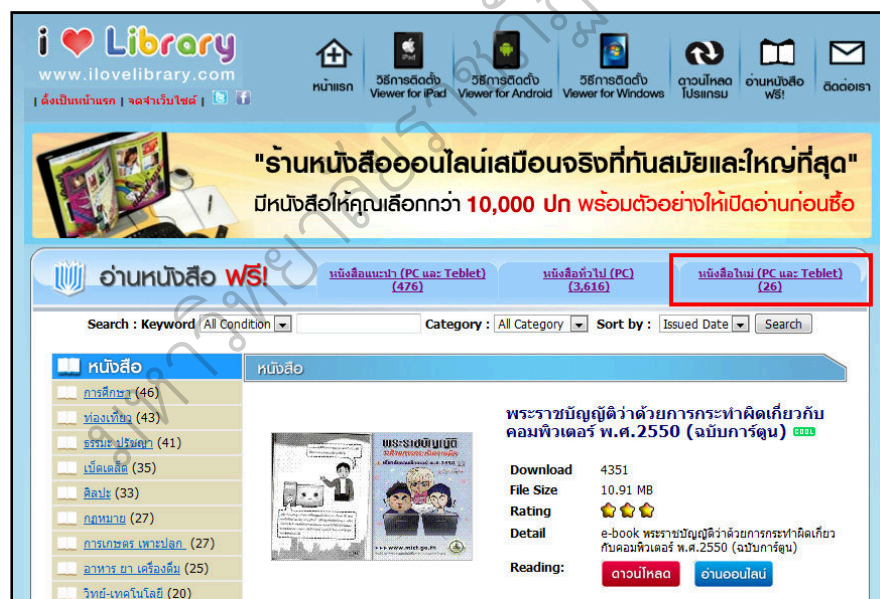 i Library
www.ilovelibrary.com
| ตั้งเป็นหน้าแรก | จดจำเว็บไซต์ |
หน้าแรก
วิธีการติดตั้ง
Viewer for iPad
วิธีการติดตั้ง
Viewer for Android
วิธีการติดตั้ง
Viewer for Windows
ดาวน์โหลด
โปรแกรม
อ่านหนังสือ
ฟรี!
ติดต่อเรา
"ร้านหนังสือออนไลน์เสมือนจริงที่ทันสมัยและใหญ่ที่สุด"
มีหนังสือให้คุณเลือกกว่า 10,000 ปก พร้อมตัวอย่างให้เปิดอ่านก่อนซื้อ
อ่านหนังสือ ฟรี!
หนังสือแนะนำ (PC และ Teblet)
(476)
หนังสือทั่วไป (PC)
(3,616)
หนังสือใหม่ (PC และ Teblet)
(26)
Search : Keyword All Condition Category : All Category Sort by : Issued Date Search
หนังสือ
การศึกษา (46)
ท่องเที่ยว (43)
ธรรมะ ปรัชญา (41)
เบ็ดเตล็ด (35)
ศิลปะ (33)
กฎหมาย (27)
การเกษตร เพาะปลูก (27)
อาหาร ยา เครื่องดื่ม (25)
วิทย์-เทคโนโลยี (20)
หนังสือ
พระราชบัญญัติ
พระราชบัญญัติว่าด้วยการกระทำผิดเกี่ยวกับ
คอมพิวเตอร์ พ.ศ.2550 (ฉบับการ์ตูน)
Download 4351
File Size 10.91 MB
Rating
Detail e-book พระราชบัญญัติว่าด้วยการกระทำผิดเกี่ยว
กับคอมพิวเตอร์ พ.ศ.2550 (ฉบับการ์ตูน)
Reading: ดาวน์โหลด อ่านออนไลน์